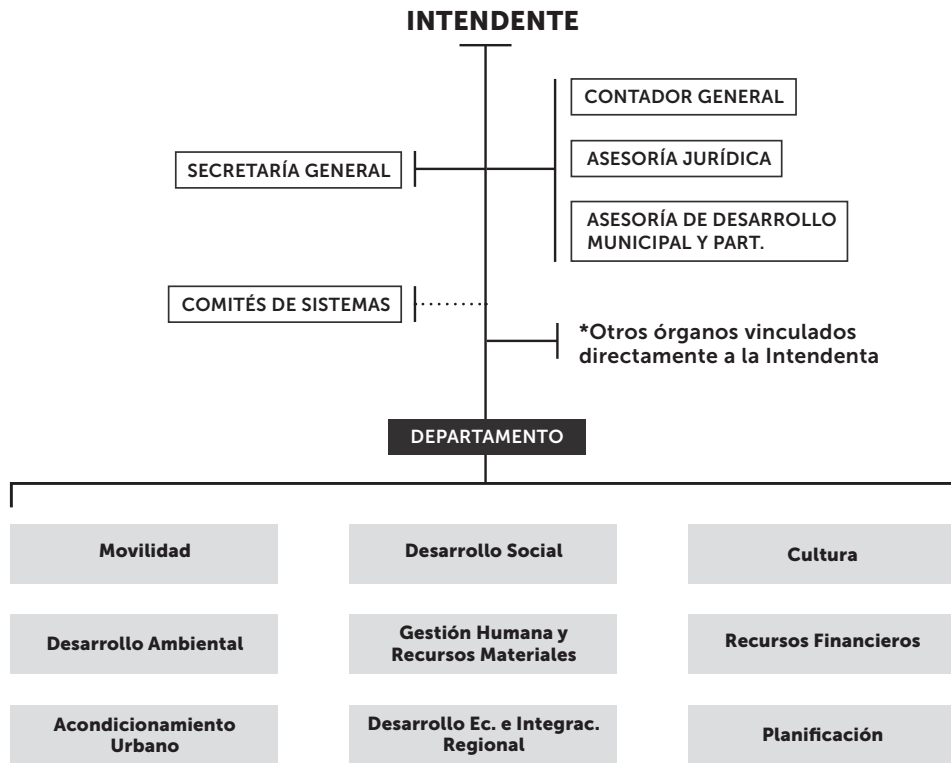 INTENDENTE
CONTADOR GENERAL
SECRETARÍA GENERAL
ASESORÍA JURÍDICA
ASESORÍA DE DESARROLLO
MUNICIPAL Y PART.
COMITÉS DE SISTEMAS
*Otros órganos vinculados
directamente a la Intendenta
DEPARTAMENTO
Movilidad
Desarrollo Social
Cultura
Desarrollo Ambiental
Gestión Humana y
Recursos Materiales
Recursos Financieros
Acondicionamiento
Urbano
Desarrollo Ec. e Integrac.
Regional
Planificación